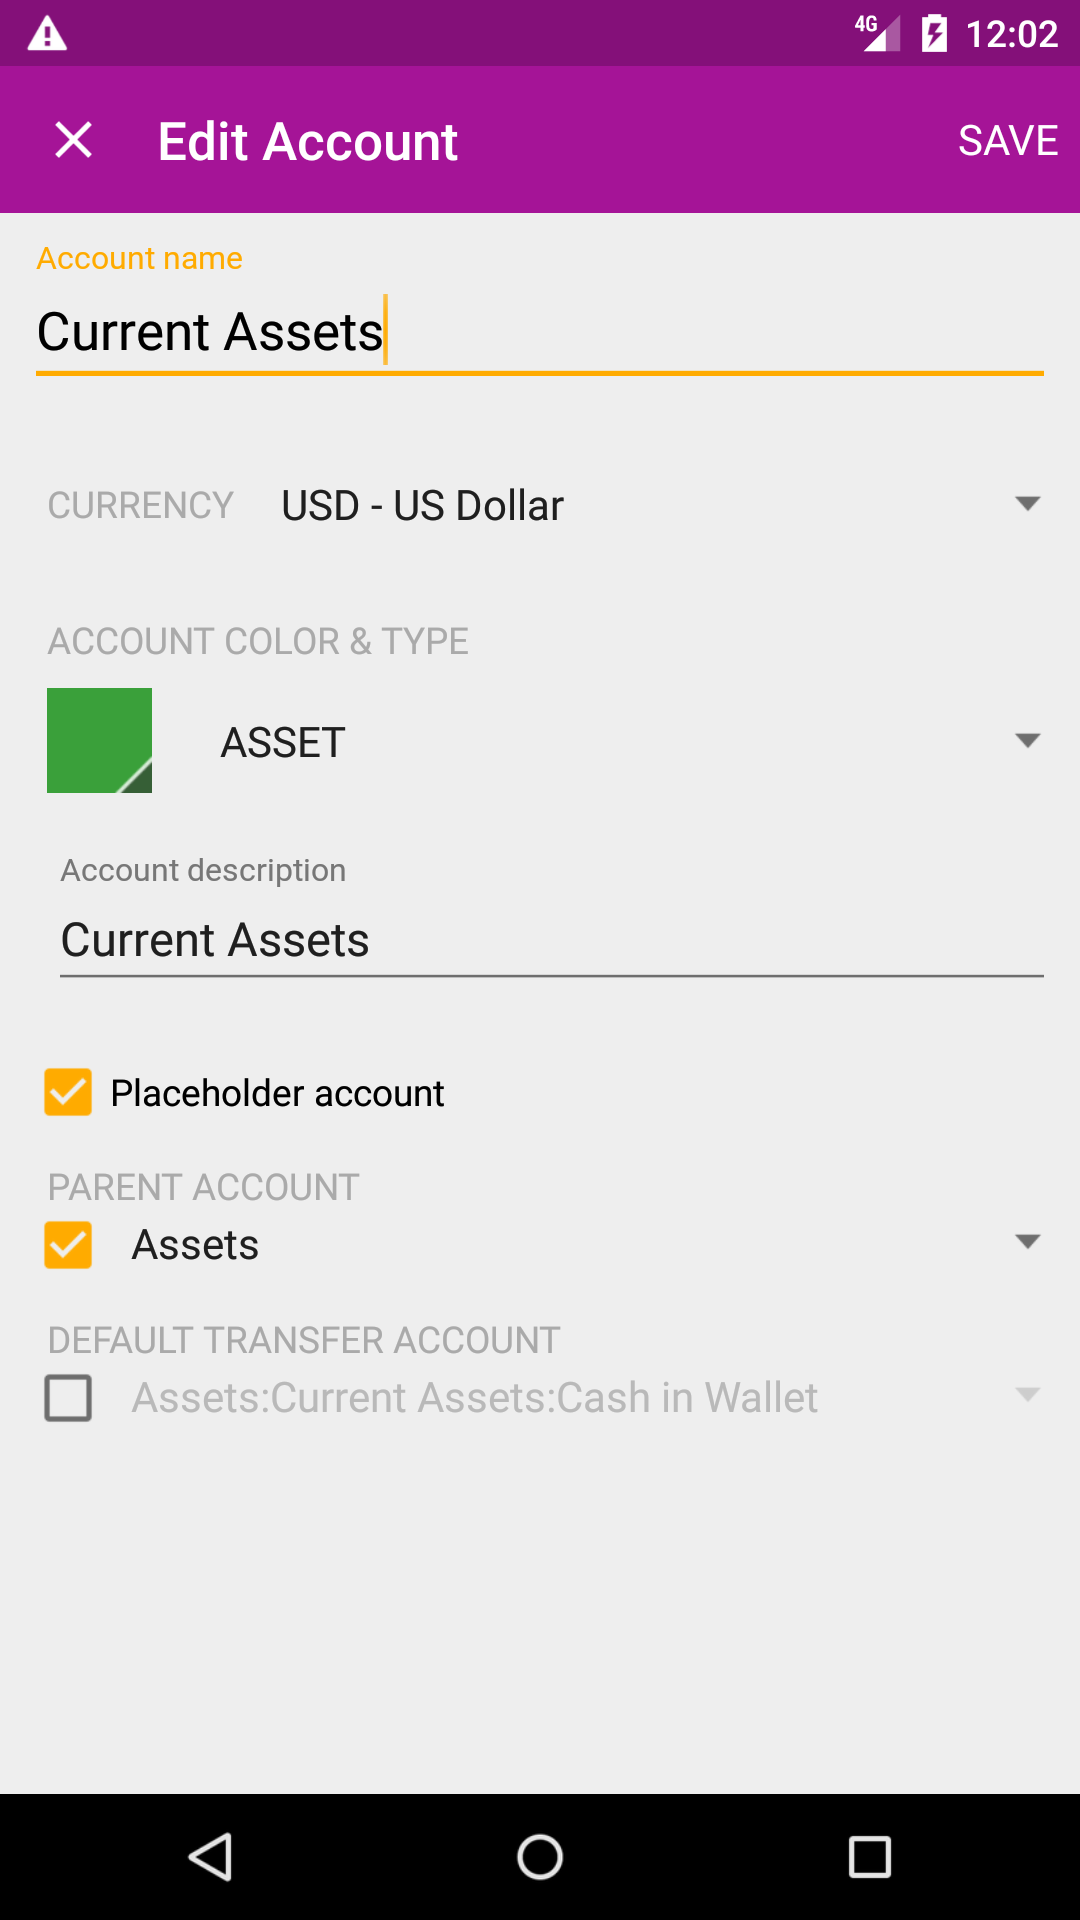 4G 12:02
Edit Account SAVE
Account name
Current Assets
CURRENCY USD - US Dollar
ACCOUNT COLOR & TYPE
ASSET
Account description
Current Assets
Placeholder account
PARENT ACCOUNT
Assets
DEFAULT TRANSFER ACCOUNT
Assets:Current Assets:Cash in Wallet